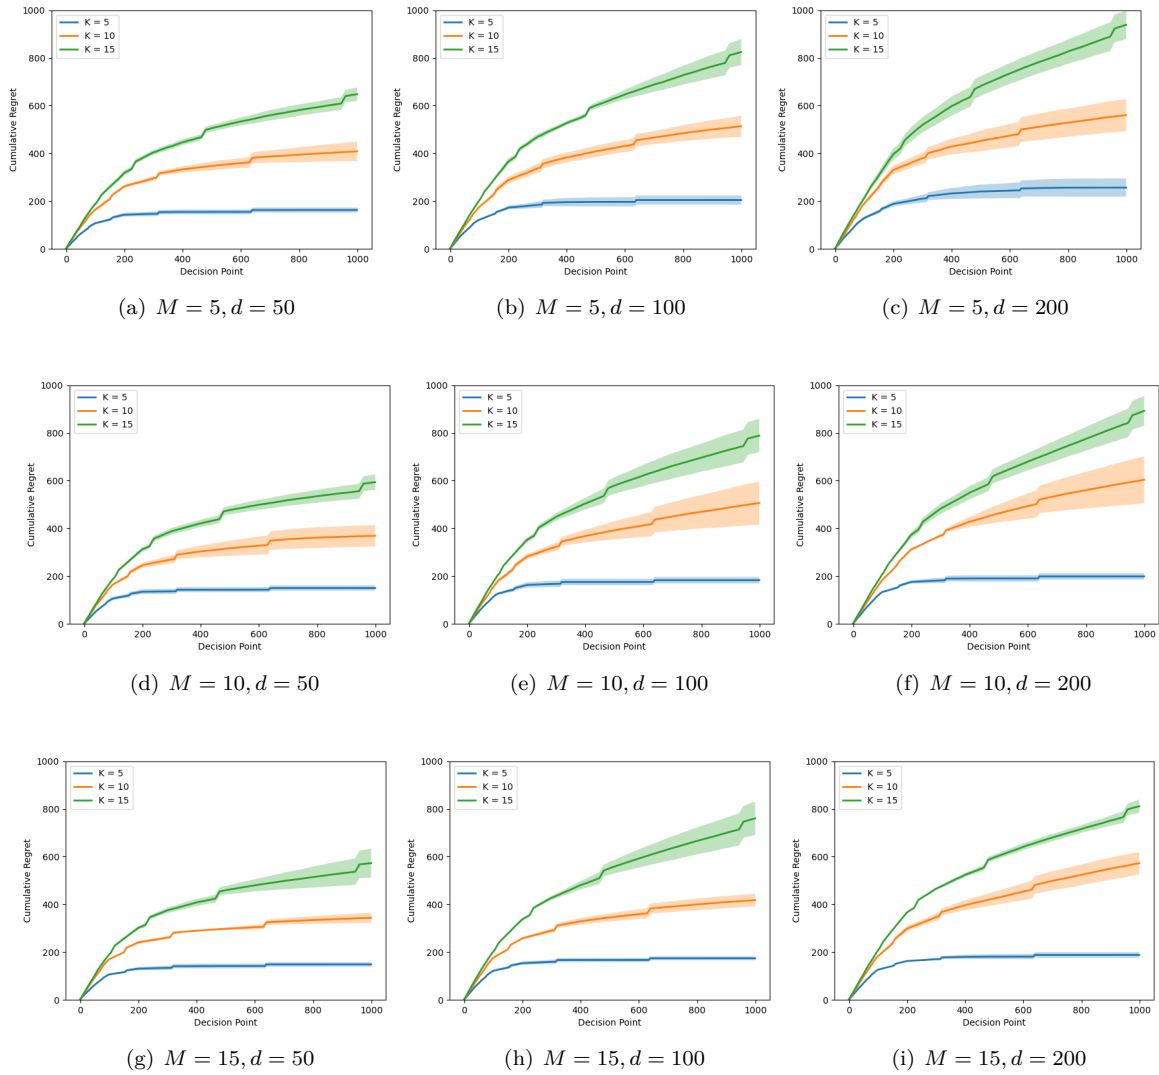 1000
800
600
400
200
0
Cumulative Regret
K = 5
K = 10
K = 15
0 200 400 600 800 1000
Decision Point
(a) M = 5, d = 50
1000
800
600
400
200
0
Cumulative Regret
K = 5
K = 10
K = 15
0 200 400 600 800 1000
Decision Point
(b) M = 5, d = 100
1000
800
600
400
200
0
Cumulative Regret
K = 5
K = 10
K = 15
0 200 400 600 800 1000
Decision Point
(c) M = 5, d = 200
1000
800
600
400
200
0
Cumulative Regret
K = 5
K = 10
K = 15
0 200 400 600 800 1000
Decision Point
(d) M = 10, d = 50
1000
800
600
400
200
0
Cumulative Regret
K = 5
K = 10
K = 15
0 200 400 600 800 1000
Decision Point
(e) M = 10, d = 100
1000
800
600
400
200
0
Cumulative Regret
K = 5
K = 10
K = 15
0 200 400 600 800 1000
Decision Point
(f) M = 10, d = 200
1000
800
600
400
200
0
Cumulative Regret
K = 5
K = 10
K = 15
0 200 400 600 800 1000
Decision Point
(g) M = 15, d = 50
1000
800
600
400
200
0
Cumulative Regret
K = 5
K = 10
K = 15
0 200 400 600 800 1000
Decision Point
(h) M = 15, d = 100
1000
800
600
400
200
0
Cumulative Regret
K = 5
K = 10
K = 15
0 200 400 600 800 1000
Decision Point
(i) M = 15, d = 200